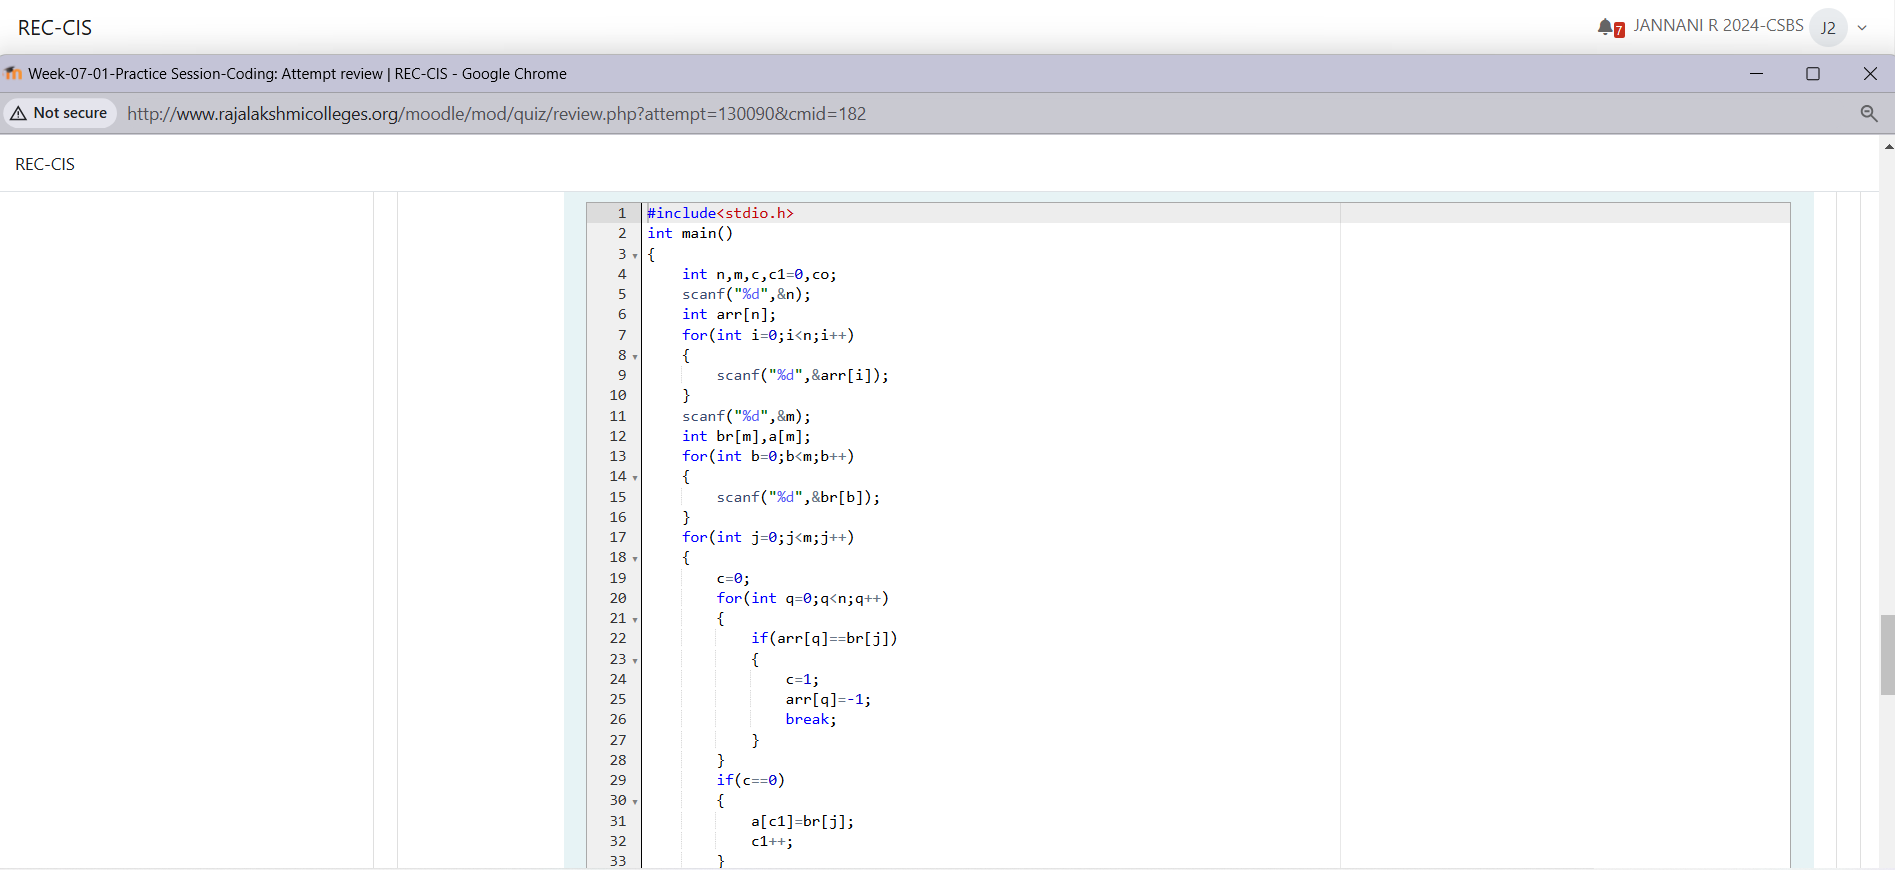 REC-CIS
7 JANNANI R 2024-CSBS J2
Week-07-01-Practice Session-Coding: Attempt review | REC-CIS - Google Chrome
Not secure http://www.rajalakshmicolleges.org/moodle/mod/quiz/review.php?attempt=130090&cmid=182
REC-CIS
1 #include<stdio.h>
2 int main()
3 {
4 int n,m,c,c1=0,co;
5 scanf("%d",&n);
6 int arr[n];
7 for(int i=0;i<n;i++)
8 {
9 scanf("%d",&arr[i]);
10 }
11 scanf("%d",&m);
12 int br[m],a[m];
13 for(int b=0;b<m;b++)
14 {
15 scanf("%d",&br[b]);
16 }
17 for(int j=0;j<m;j++)
18 {
19 c=0;
20 for(int q=0;q<n;q++)
21 {
22 if(arr[q]==br[j])
23 {
24 c=1;
25 arr[q]=-1;
26 break;
27 }
28 }
29 if(c==0)
30 {
31 a[c1]=br[j];
32 c1++;
33 }